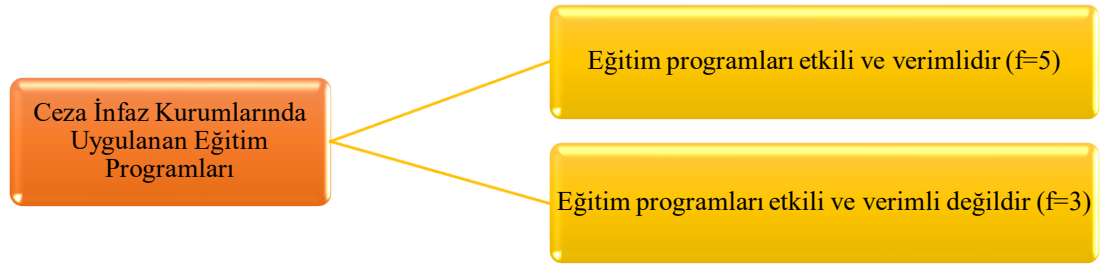 Ceza İnfaz Kurumlarında
Uygulanan Eğitim
Programları
Eğitim programları etkili ve verimlidir (f=5)
Eğitim programları etkili ve verimli değildir (f=3)